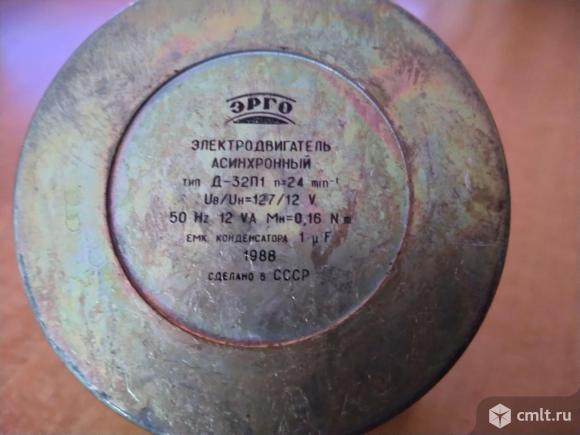 ЭРГО
ЭЛЕКТРОДВИГАТЕЛЬ
АСИНХРОННЫЙ
тип Д-32П1 n=24 min⁻¹
Uв/Uн=127/12 V
50 Hz 12 VA Mн=0,16 N m
ЕМК. КОНДЕНСАТОРА 1 μF
1988
СДЕЛАНО В СССР
cmlt.ru